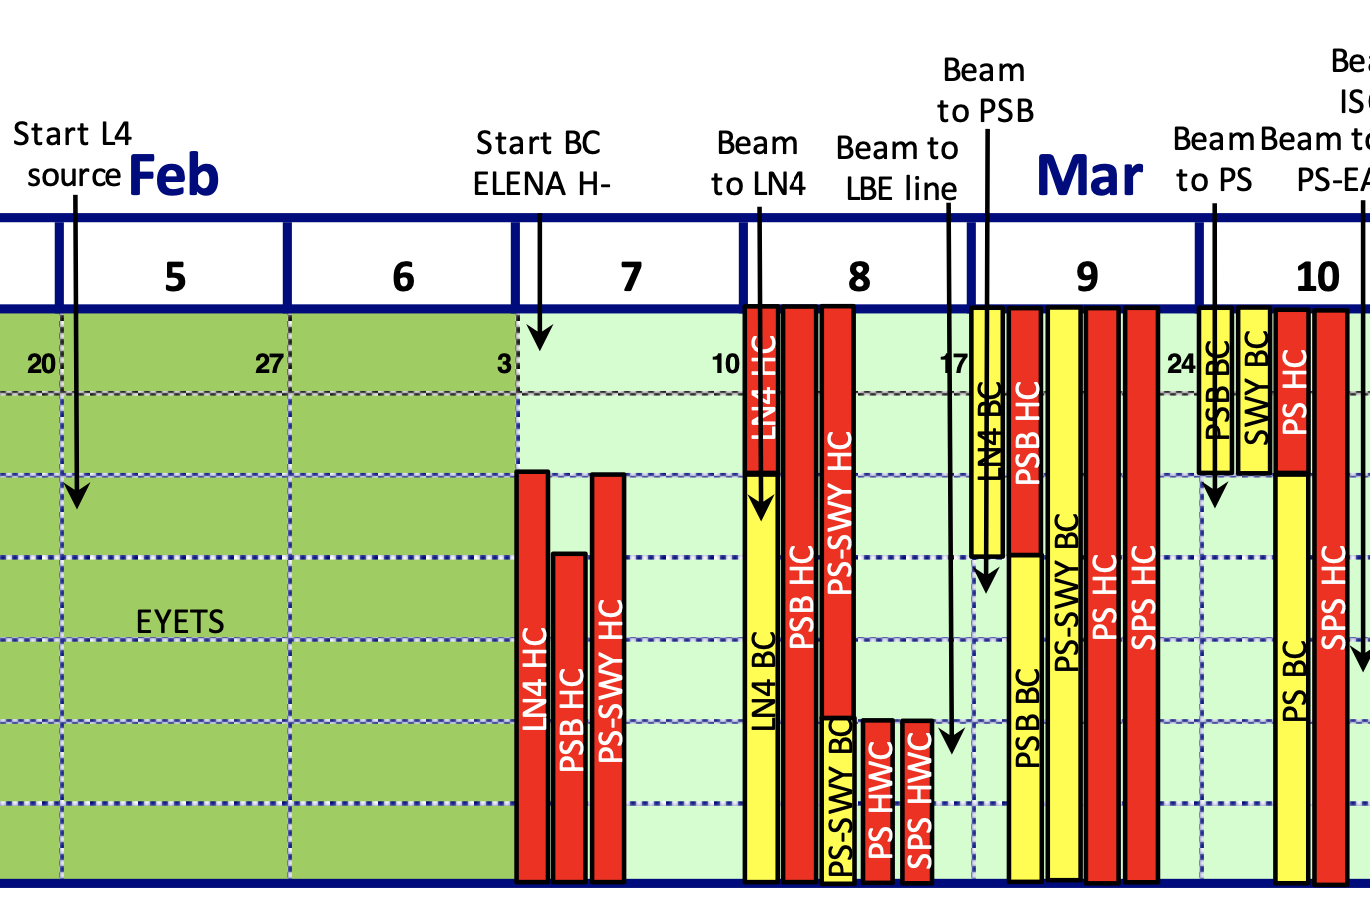 Beam
to PSB
Start L4
source
Feb
Start BC
ELENA H-
Beam
to LN4
Beam to
LBE line
Mar
Beam
to PS
Beam to
PS-EA
5
6
7
8
9
10
20
27
3
10
17
24
EYETS
LN4 HC
PSB HC
PS-SWY HC
LN4 HC
LN4 BC
PSB HC
PS-SWY HC
PS-SWY BC
PS HWC
SPS HWC
LN4 BC
PSB HC
PSB BC
PS-SWY BC
PS HC
SPS HC
PSB BC
SWY BC
PS HC
PS BC
SPS HC